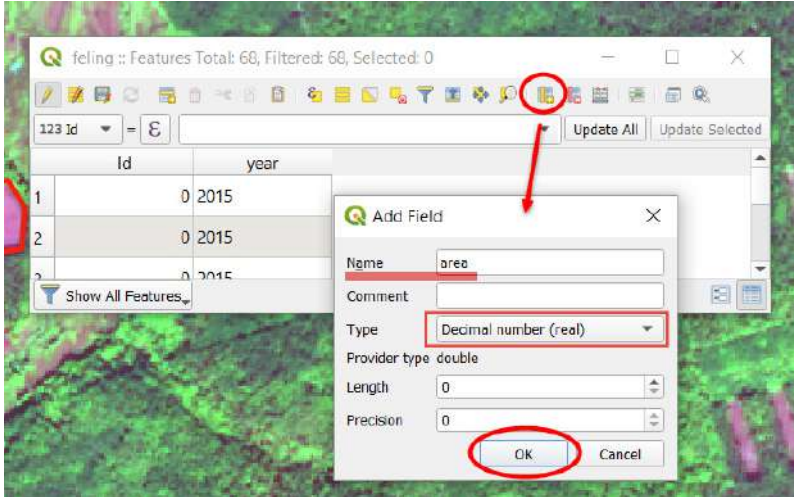 feling :: Features Total: 68, Filtered: 68, Selected: 0
123 Id = ε Update All Update Selected
Id year
1 0 2015
2 0 2015
3 0 2015
Show All Features
Add Field
Name area
Comment
Type Decimal number (real)
Provider type double
Length 0
Precision 0
OK Cancel